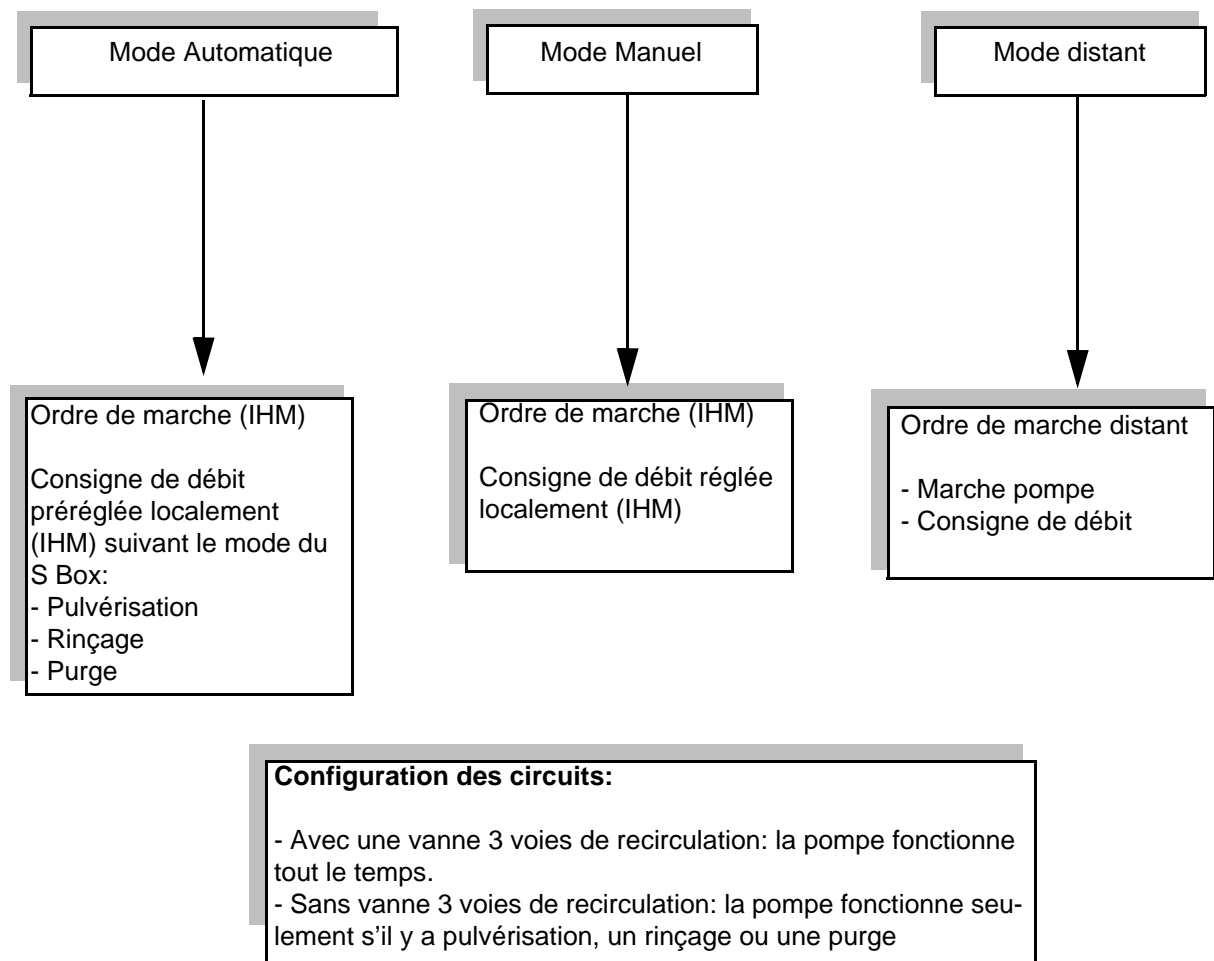 Mode Automatique
Mode Manuel
Mode distant
Ordre de marche (IHM)
Consigne de débit
préréglée localement
(IHM) suivant le mode du
S Box:
- Pulvérisation
- Rinçage
- Purge
Ordre de marche (IHM)
Consigne de débit réglée
localement (IHM)
Ordre de marche distant
- Marche pompe
- Consigne de débit
Configuration des circuits:
- Avec une vanne 3 voies de recirculation: la pompe fonctionne
tout le temps.
- Sans vanne 3 voies de recirculation: la pompe fonctionne seu-
lement s'il y a pulvérisation, un rinçage ou une purge